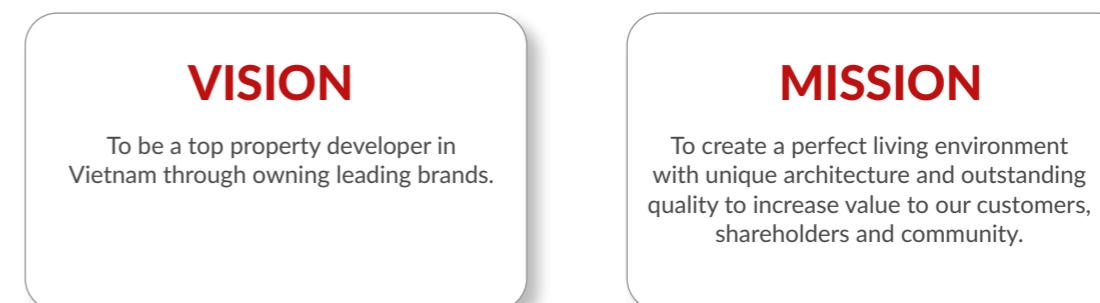 VISION
To be a top property developer in
Vietnam through owning leading brands.
MISSION
To create a perfect living environment
with unique architecture and outstanding
quality to increase value to our customers,
shareholders and community.